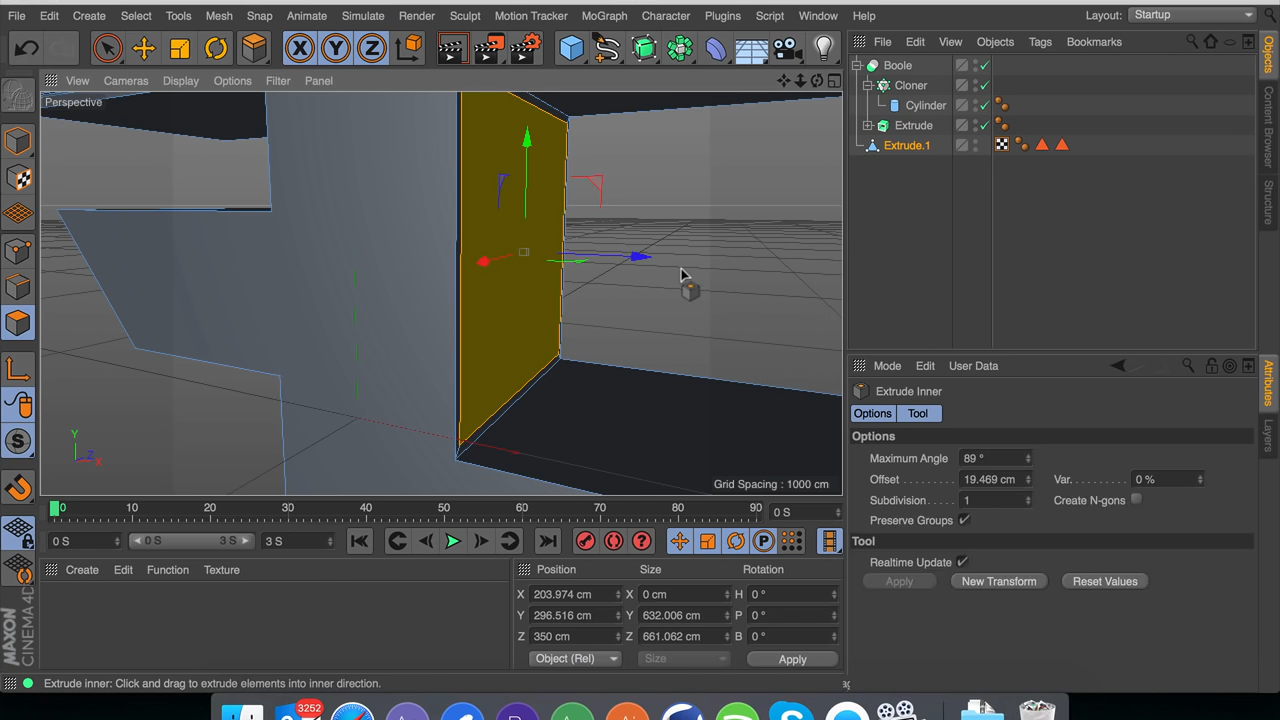 File Edit Create Select Tools Mesh Snap Animate Simulate Render Sculpt Motion Tracker MoGraph Character Plugins Script Window Help Layout: Startup
X Y Z
File Edit View Objects Tags Bookmarks
View Cameras Display Options Filter Panel
Perspective
Boole
Cloner
Cylinder
Extrude
Extrude.1
Objects
Content Browser
Structure
Y
Z
X
Grid Spacing : 1000 cm
Mode Edit User Data
Extrude Inner
Options Tool
Options
Maximum Angle 89 °
Offset 19.469 cm Var. 0 %
Subdivision 1 Create N-gons
Preserve Groups
Tool
Realtime Update
Apply New Transform Reset Values
Attributes
Layers
0 10 20 30 40 50 60 70 80 90 0 S
0 S 0 S 3 S 3 S
Create Edit Function Texture
Position Size Rotation
X 203.974 cm X 0 cm H 0 °
Y 296.516 cm Y 632.006 cm P 0 °
Z 350 cm Z 661.062 cm B 0 °
Object (Rel) Size Apply
MAXON
CINEMA 4D
Extrude inner: Click and drag to extrude elements into inner direction.
3252